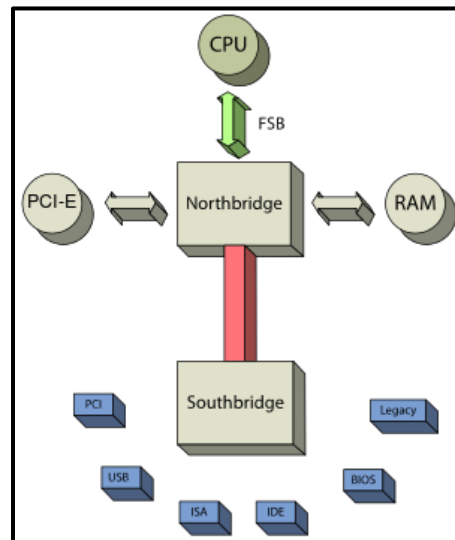 CPU
FSB
PCI-E
Northbridge
RAM
Southbridge
PCI
Legacy
USB
BIOS
ISA
IDE